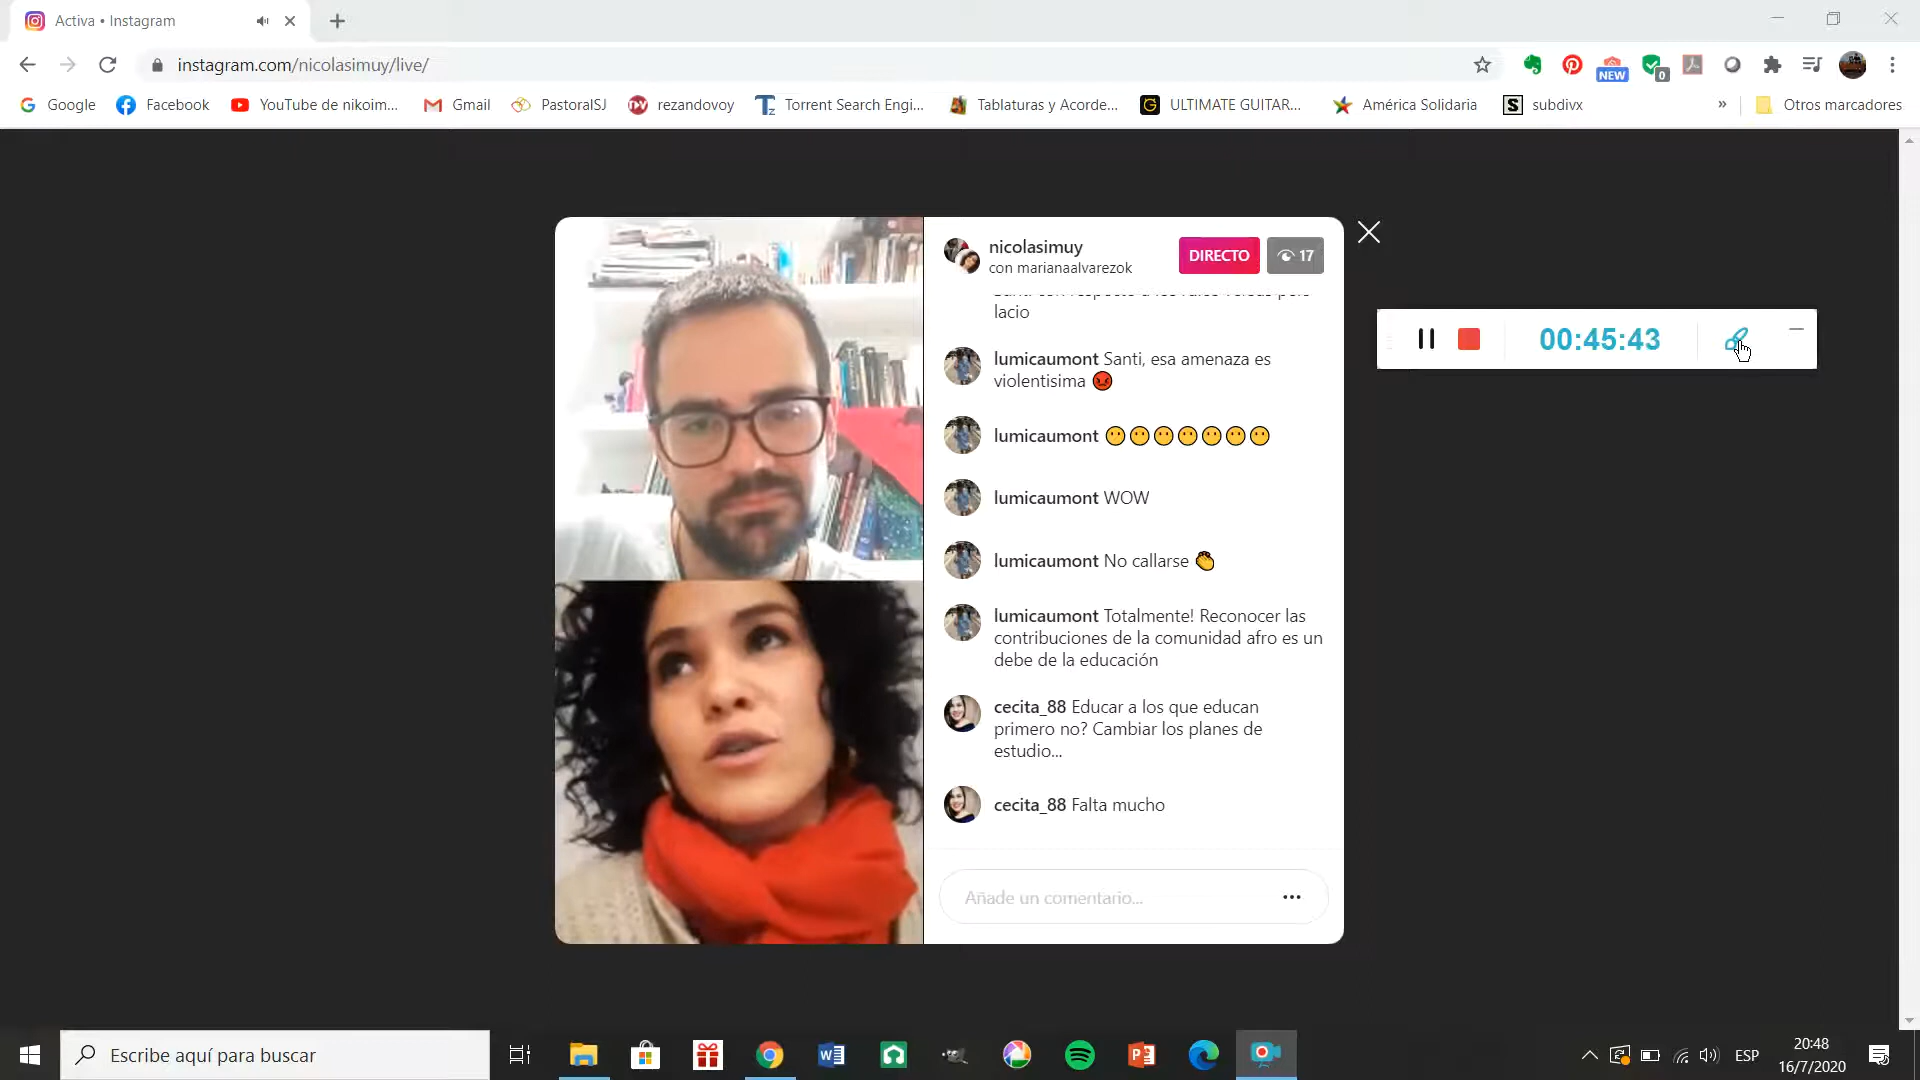 Activa • Instagram
instagram.com/nicolasimuy/live/
NEW
0
Google
Facebook
YouTube de nikoim...
Gmail
PastoralSJ
rezandovoy
Torrent Search Engi...
Tablaturas y Acorde...
ULTIMATE GUITAR...
América Solidaria
subdivx
»
Otros marcadores
nicolasimuy
con marianaalvarezok
DIRECTO
17
lacio
lumicaumont Santi, esa amenaza es
violentisima 😡
lumicaumont 😶😶😶😶😶😶😶
lumicaumont WOW
lumicaumont No callarse 👏
lumicaumont Totalmente! Reconocer las
contribuciones de la comunidad afro es un
debe de la educación
cecita_88 Educar a los que educan
primero no? Cambiar los planes de
estudio...
cecita_88 Falta mucho
Añade un comentario...
00:45:43
Escribe aquí para buscar
ESP
20:48
16/7/2020